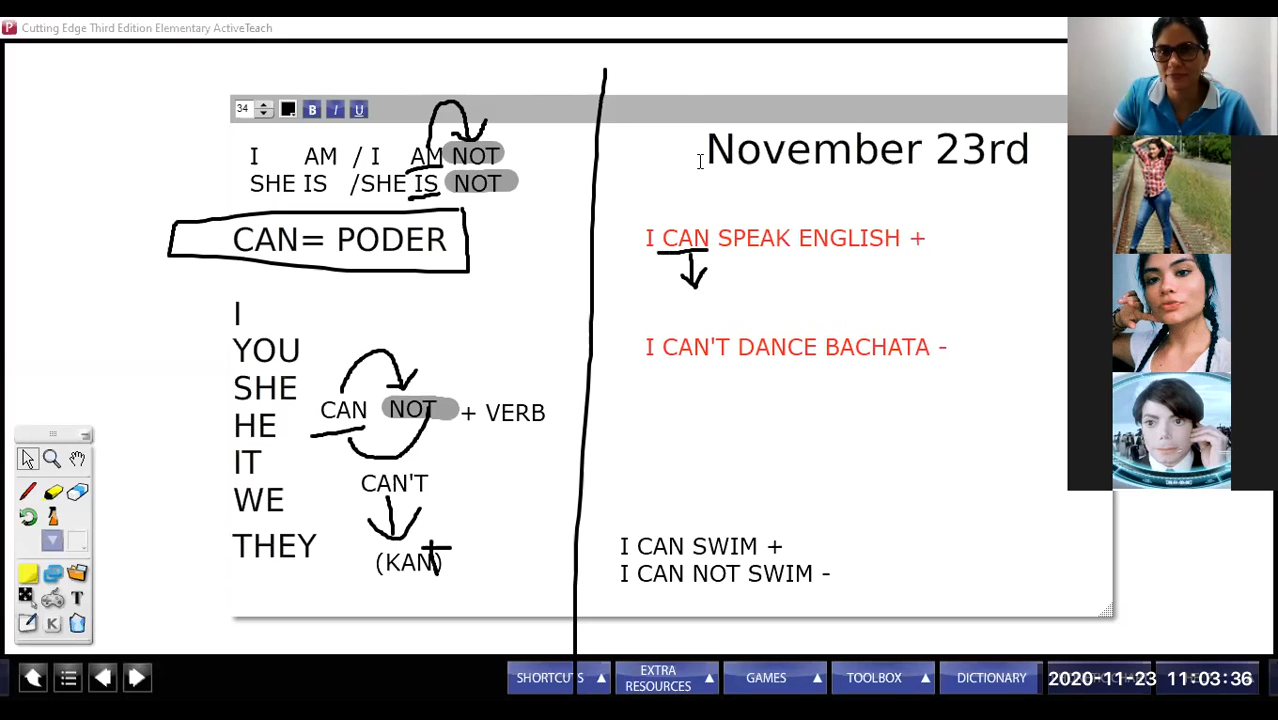 Cutting Edge Third Edition Elementary ActiveTeach
34 B I U
I AM / I AM NOT
SHE IS /SHE IS NOT
CAN= PODER
I
YOU
SHE
HE
IT
WE
THEY
CAN NOT + VERB
CAN'T
(KAN)
T
November 23rd
I CAN SPEAK ENGLISH +
I CAN'T DANCE BACHATA -
I CAN SWIM +
I CAN NOT SWIM -
T
K
SHORTCUTS
EXTRA RESOURCES
GAMES
TOOLBOX
DICTIONARY
2020-11-23 11:03:36